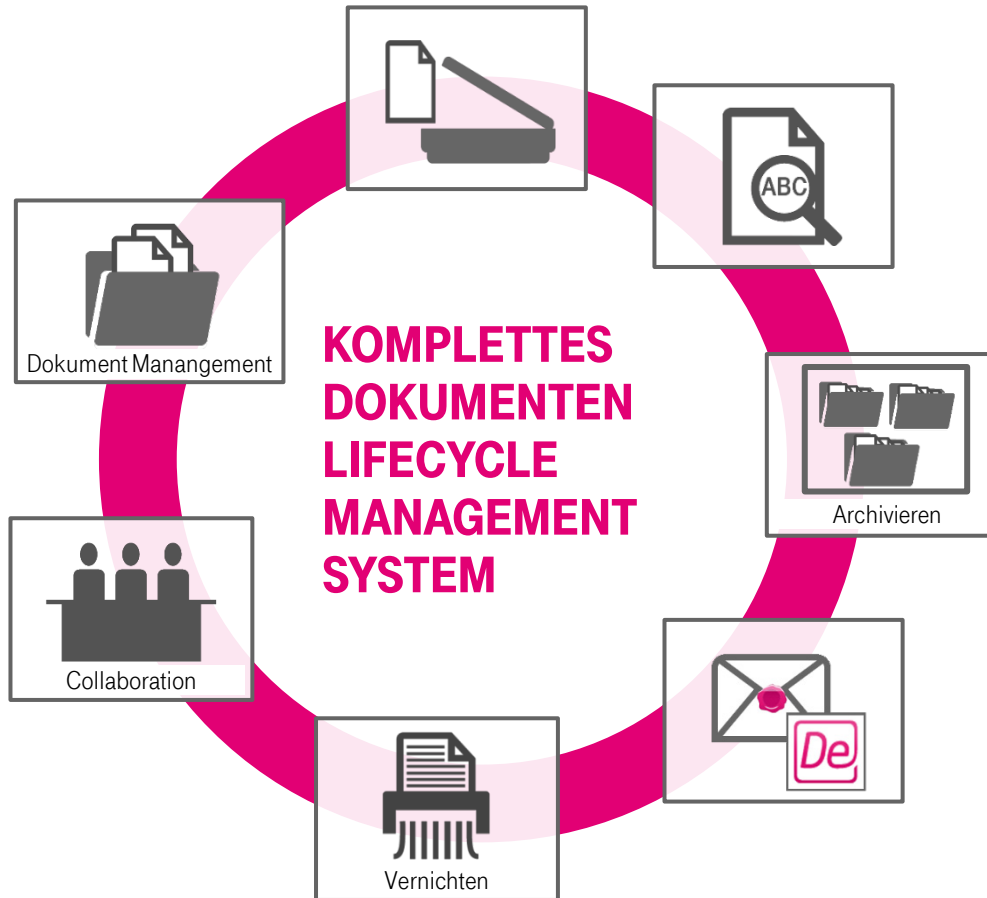 ABC
Dokument Manangement
KOMPLETTES
DOKUMENTEN
LIFECYCLE
MANAGEMENT
SYSTEM
Archivieren
Collaboration
De
Vernichten